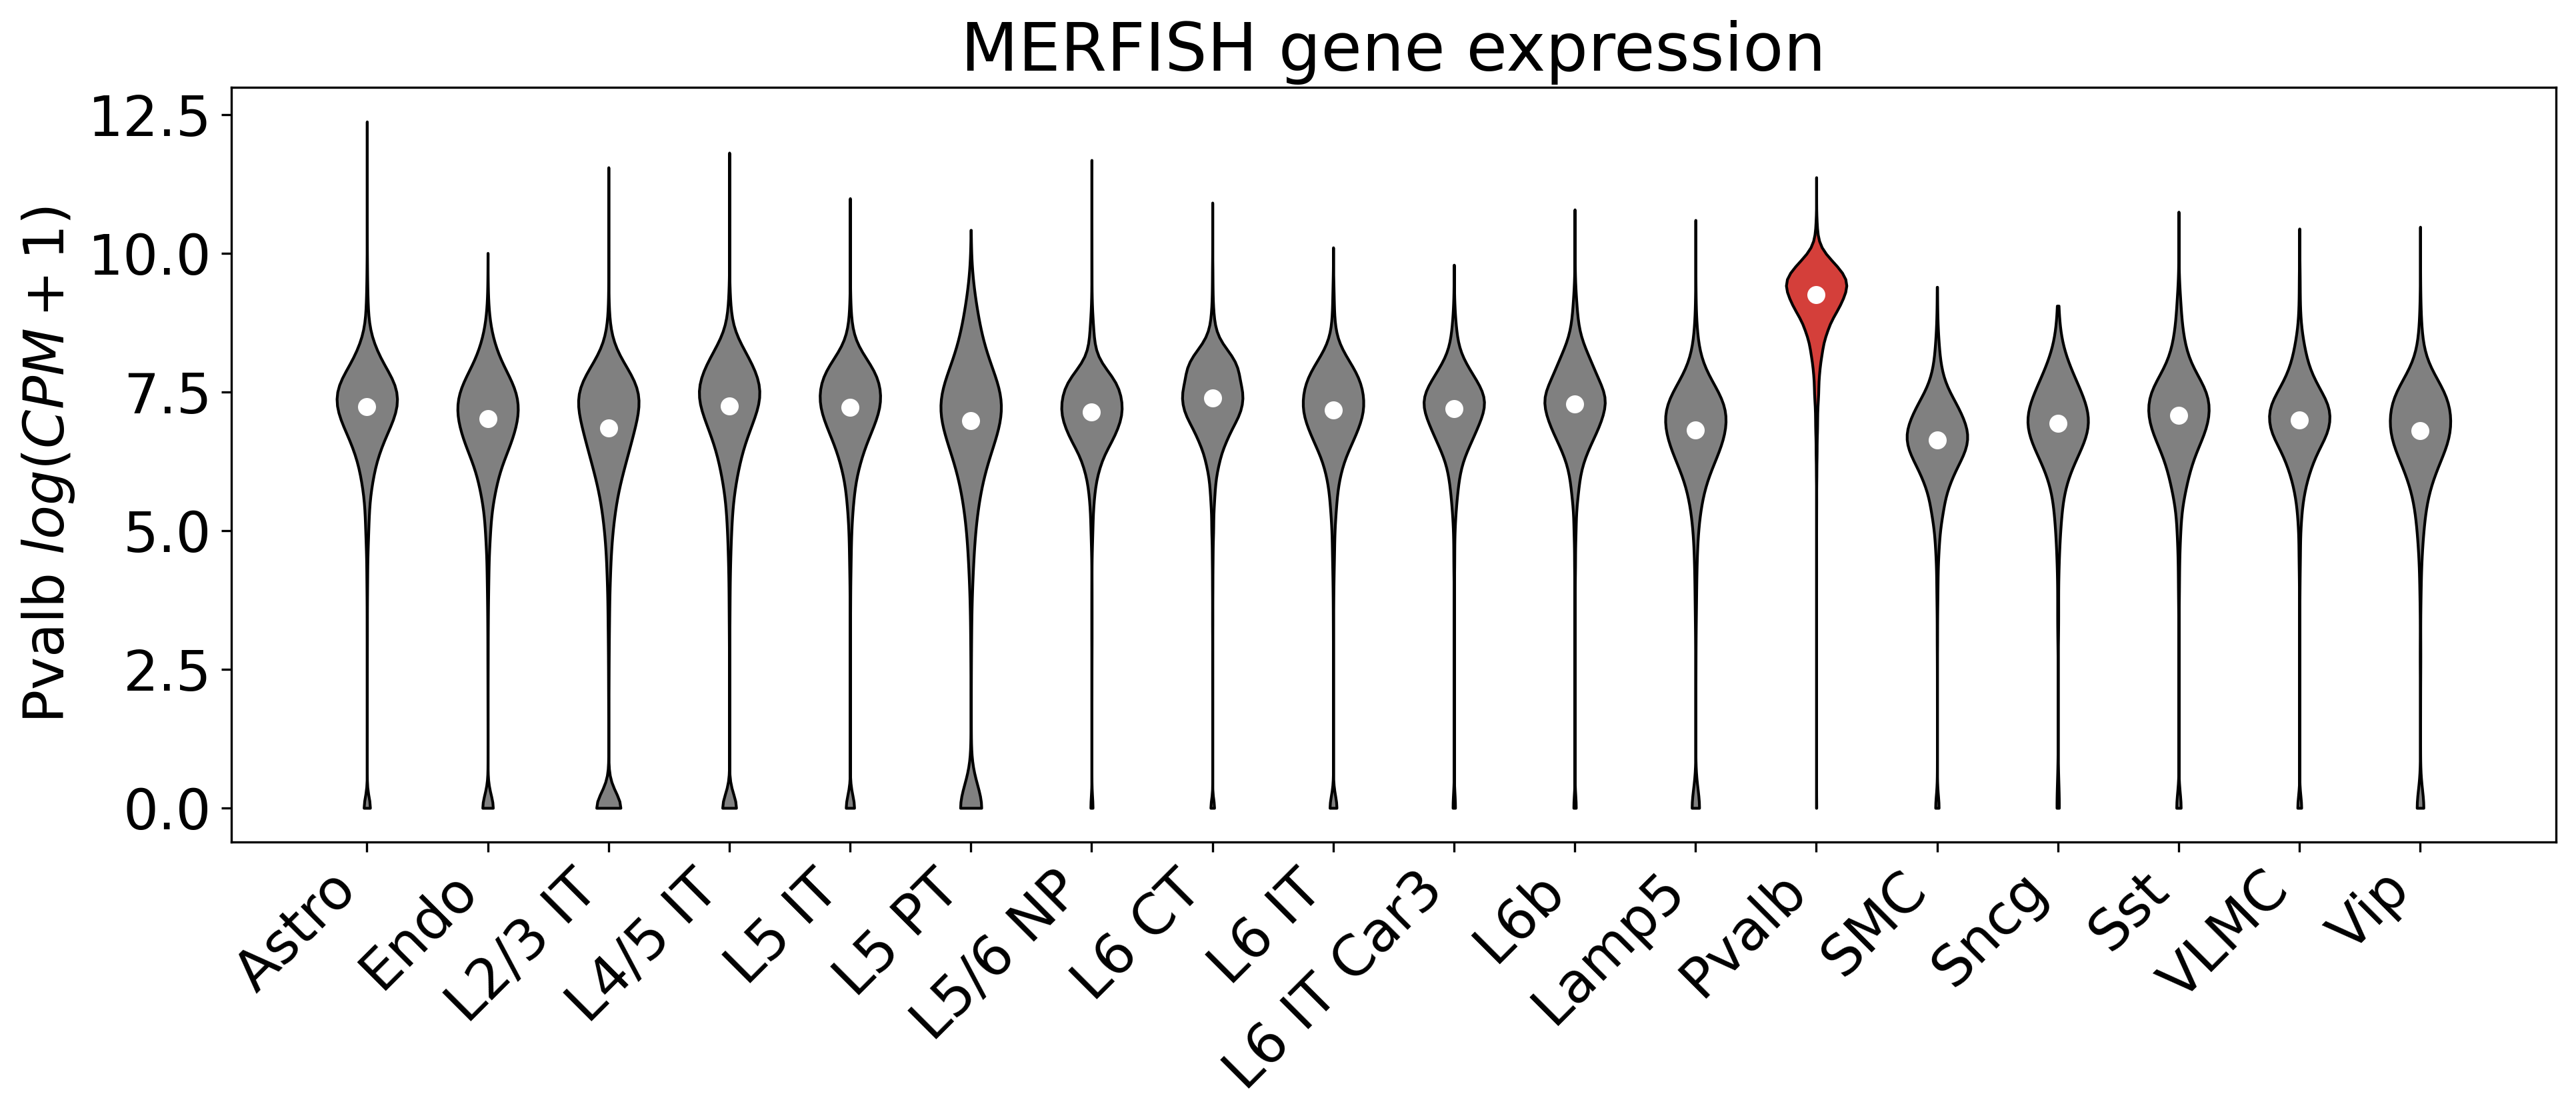 MERFISH gene expression
Pvalb log(CPM + 1)
12.5
10.0
7.5
5.0
2.5
0.0
Astro
Endo
L2/3 IT
L4/5 IT
L5 IT
L5 PT
L5/6 NP
L6 CT
L6 IT
L6 IT Car3
L6b
Lamp5
Pvalb
SMC
Sncg
Sst
VLMC
Vip